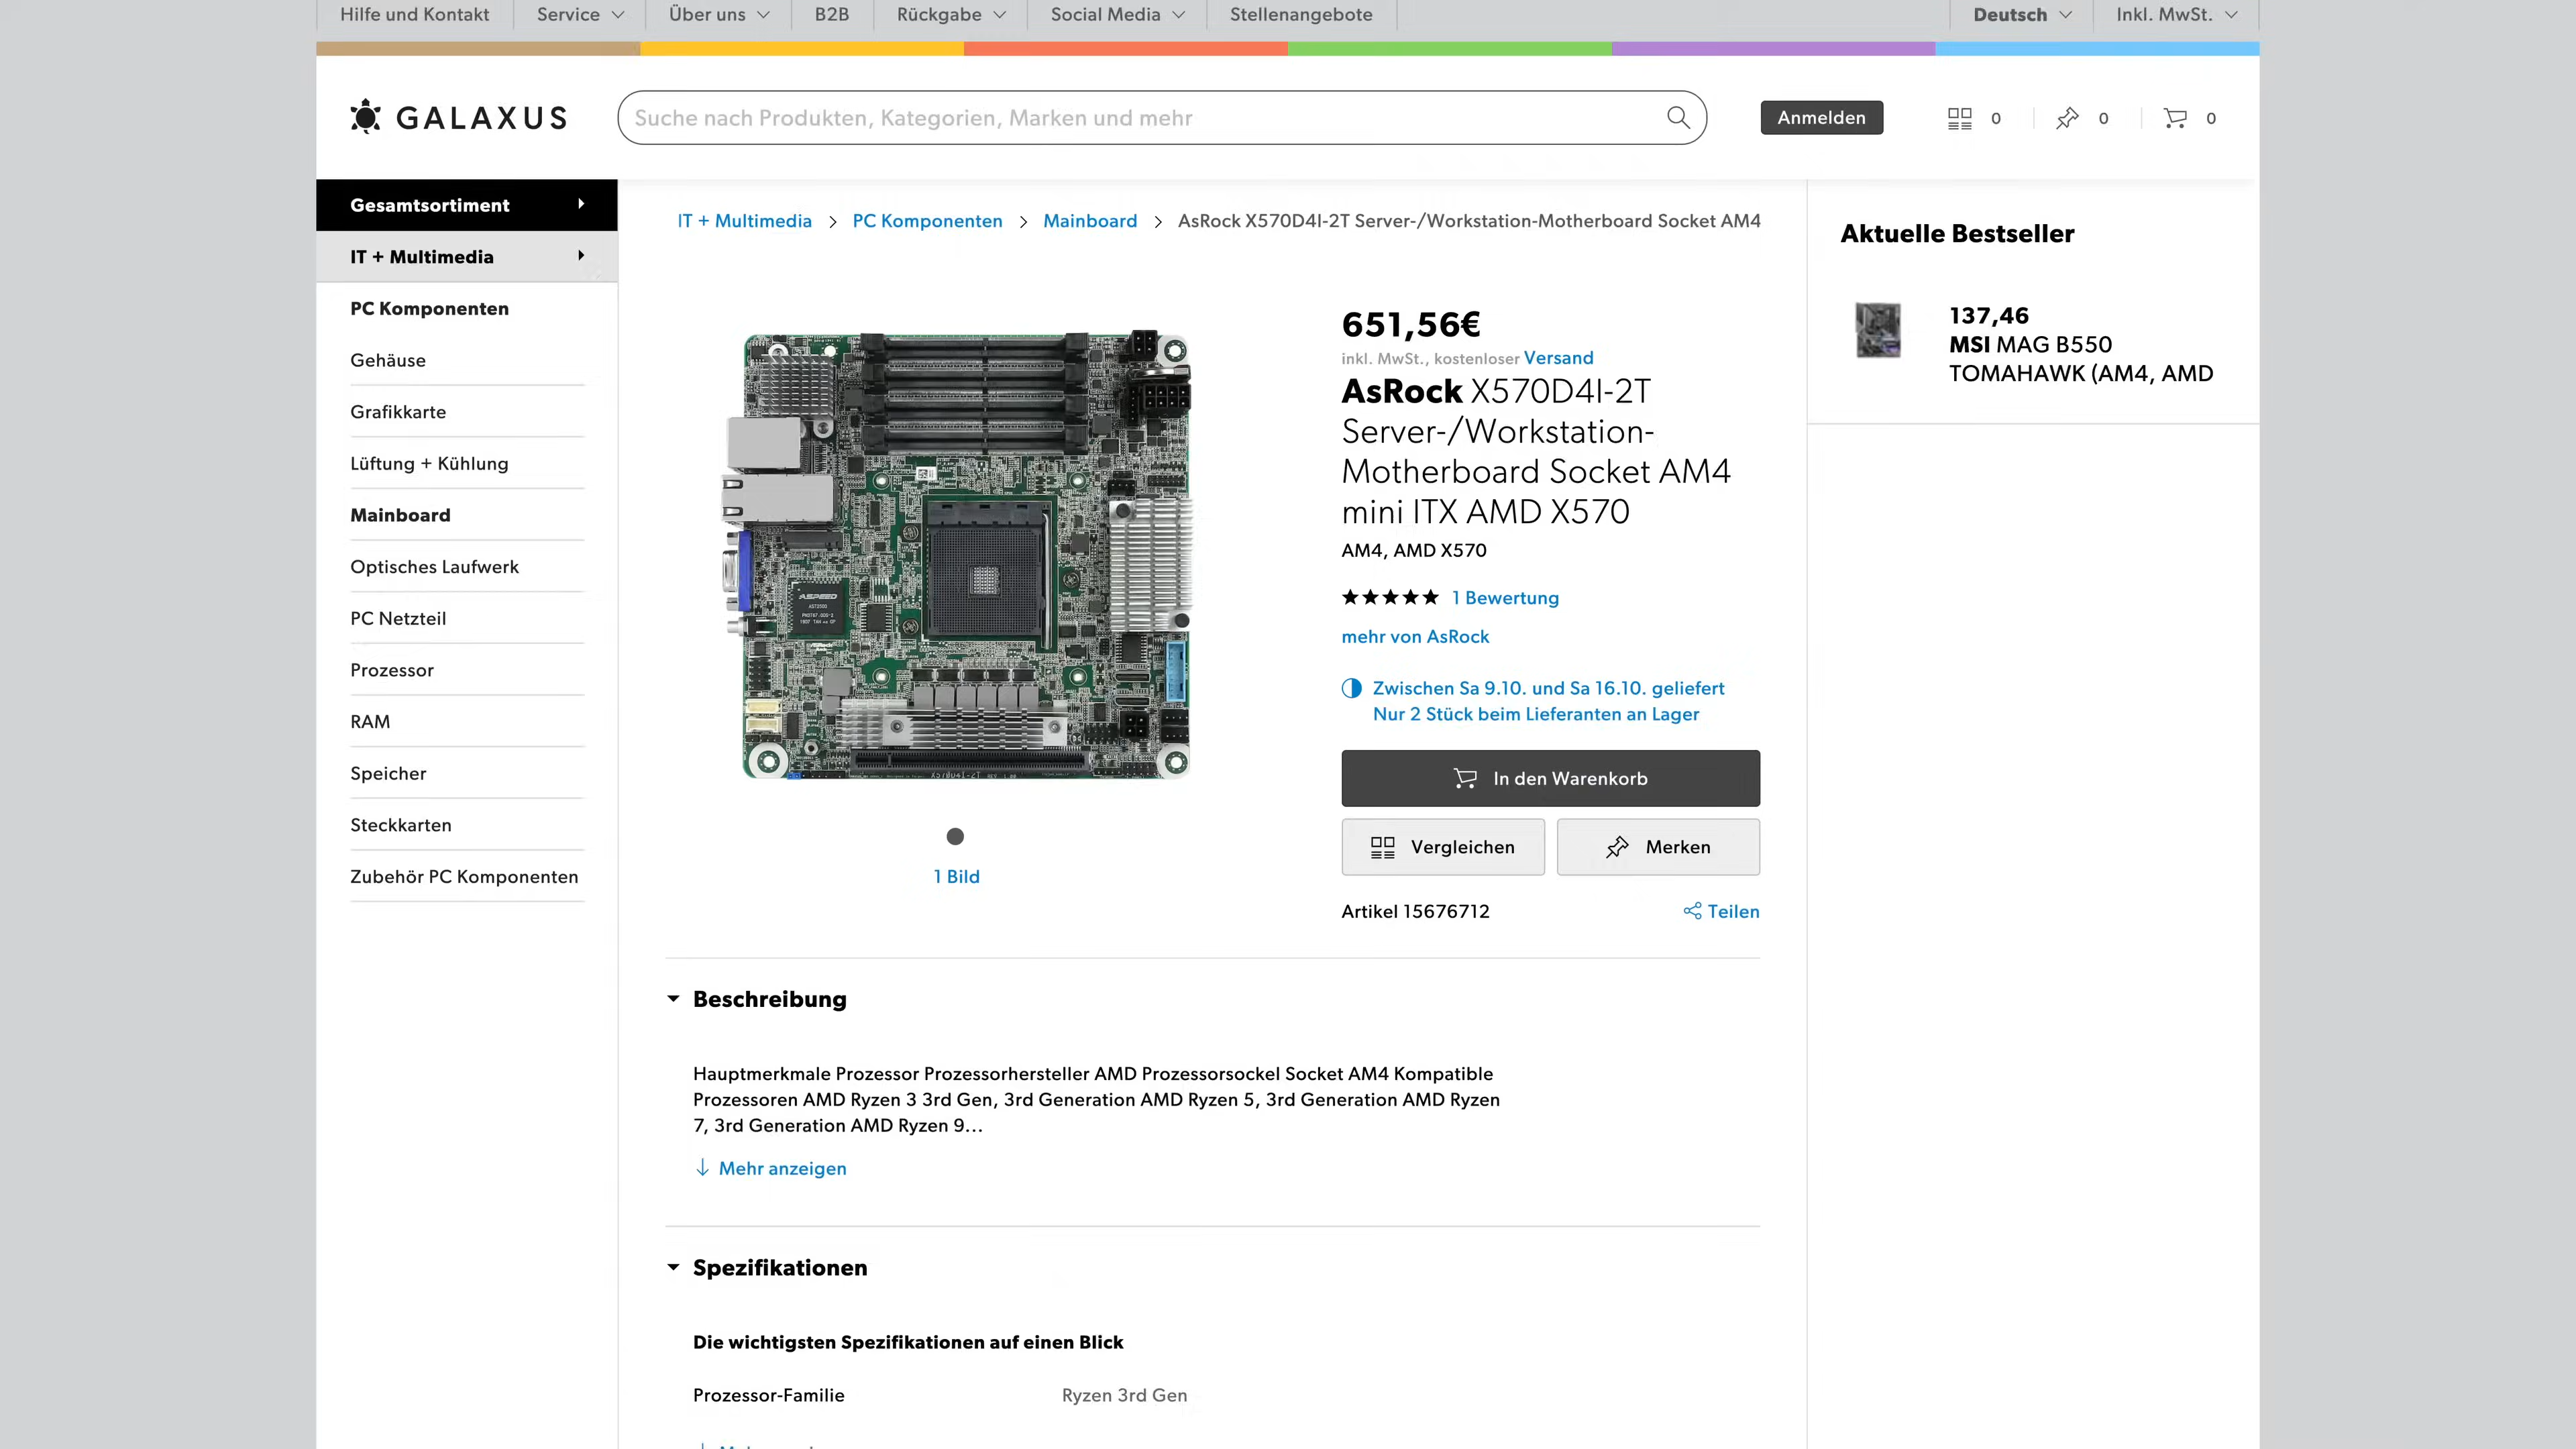 Hilfe und Kontakt
Service
Über uns
B2B
Rückgabe
Social Media
Stellenangebote
Deutsch
Inkl. MwSt.
GALAXUS
Suche nach Produkten, Kategorien, Marken und mehr
Anmelden
0
0
0
Gesamtsortiment
IT + Multimedia
PC Komponenten
Gehäuse
Grafikkarte
Lüftung + Kühlung
Mainboard
Optisches Laufwerk
PC Netzteil
Prozessor
RAM
Speicher
Steckkarten
Zubehör PC Komponenten
IT + Multimedia
PC Komponenten
Mainboard
AsRock X570D4I-2T Server-/Workstation-Motherboard Socket AM4
ASPEED
1 Bild
651,56€
inkl. MwSt., kostenloser Versand
AsRock X570D4I-2T
Server-/Workstation-
Motherboard Socket AM4
mini ITX AMD X570
AM4, AMD X570
1 Bewertung
mehr von AsRock
Zwischen Sa 9.10. und Sa 16.10. geliefert
Nur 2 Stück beim Lieferanten an Lager
In den Warenkorb
Vergleichen
Merken
Artikel 15676712
Teilen
Aktuelle Bestseller
137,46
MSI MAG B550
TOMAHAWK (AM4, AMD
Beschreibung
Hauptmerkmale Prozessor Prozessorhersteller AMD Prozessorsockel Socket AM4 Kompatible
Prozessoren AMD Ryzen 3 3rd Gen, 3rd Generation AMD Ryzen 5, 3rd Generation AMD Ryzen
7, 3rd Generation AMD Ryzen 9...
Mehr anzeigen
Spezifikationen
Die wichtigsten Spezifikationen auf einen Blick
Prozessor-Familie
Ryzen 3rd Gen